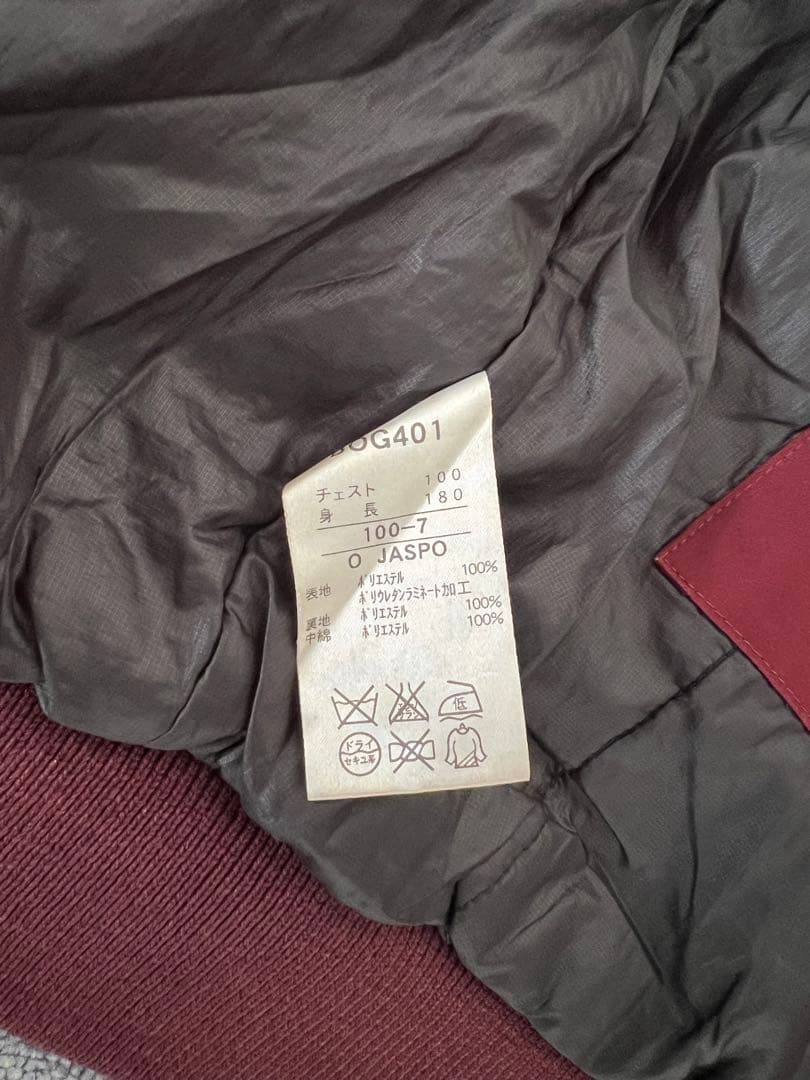 BOG401
チェスト 100
身長 180
100-7
O JASPO
表地 ポリエステル 100%
ポリウレタンラミネート加工
裏地 ポリエステル 100%
中綿 ポリエステル 100%
低
ドライ
セキユ系